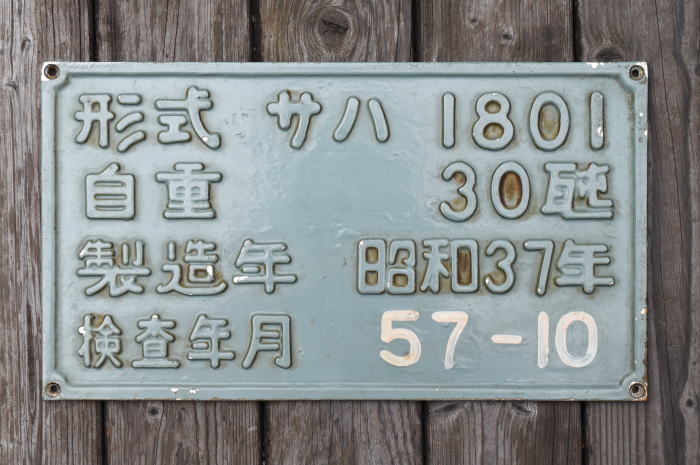 形式 サハ 1801
自重 30瓲
製造年 昭和37年
検査年月 57-10